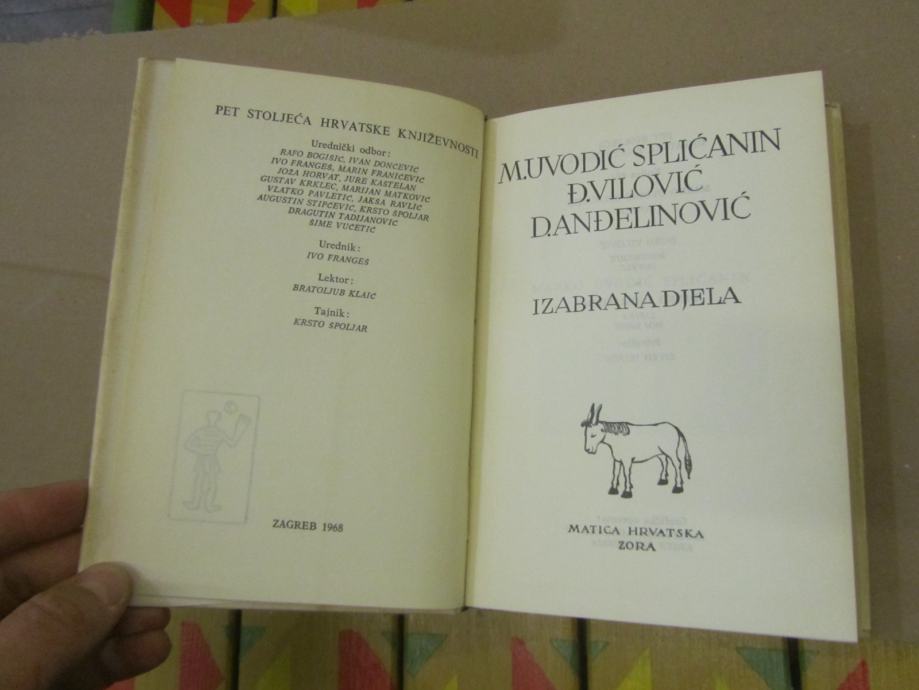 PET STOLJEĆA HRVATSKE KNJIŽEVNOSTI
Urednički odbor:
RAFO BOGIŠIĆ, IVAN DONČEVIĆ
IVO FRANGEŠ, MARIN FRANIČEVIĆ
JOŽA HORVAT, JURE KAŠTELAN
GUSTAV KRKLEC, MARIJAN MATKOVIĆ
VLATKO PAVLETIĆ, JAKŠA RAVLIĆ
AUGUSTIN STIPČEVIĆ, KRSTO ŠPOLJAR
DRAGUTIN TADIJANOVIĆ
ŠIME VUČETIĆ
Urednik:
IVO FRANGEŠ
Lektor:
BRATOLJUB KLAIĆ
Tajnik:
KRSTO ŠPOLJAR
ZAGREB 1968
M.UVODIĆ SPLIĆANIN
Đ.VILOVIĆ
D.ANĐELINOVIĆ
IZABRANA DJELA
MATICA HRVATSKA
ZORA